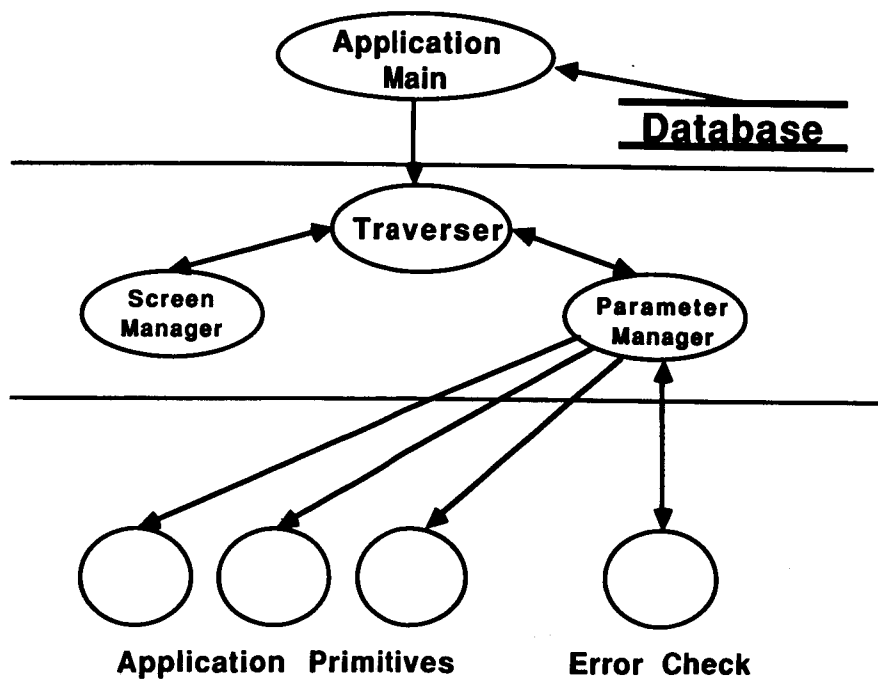 Application
Main
Database
Traverser
Screen
Manager
Parameter
Manager
Application Primitives
Error Check